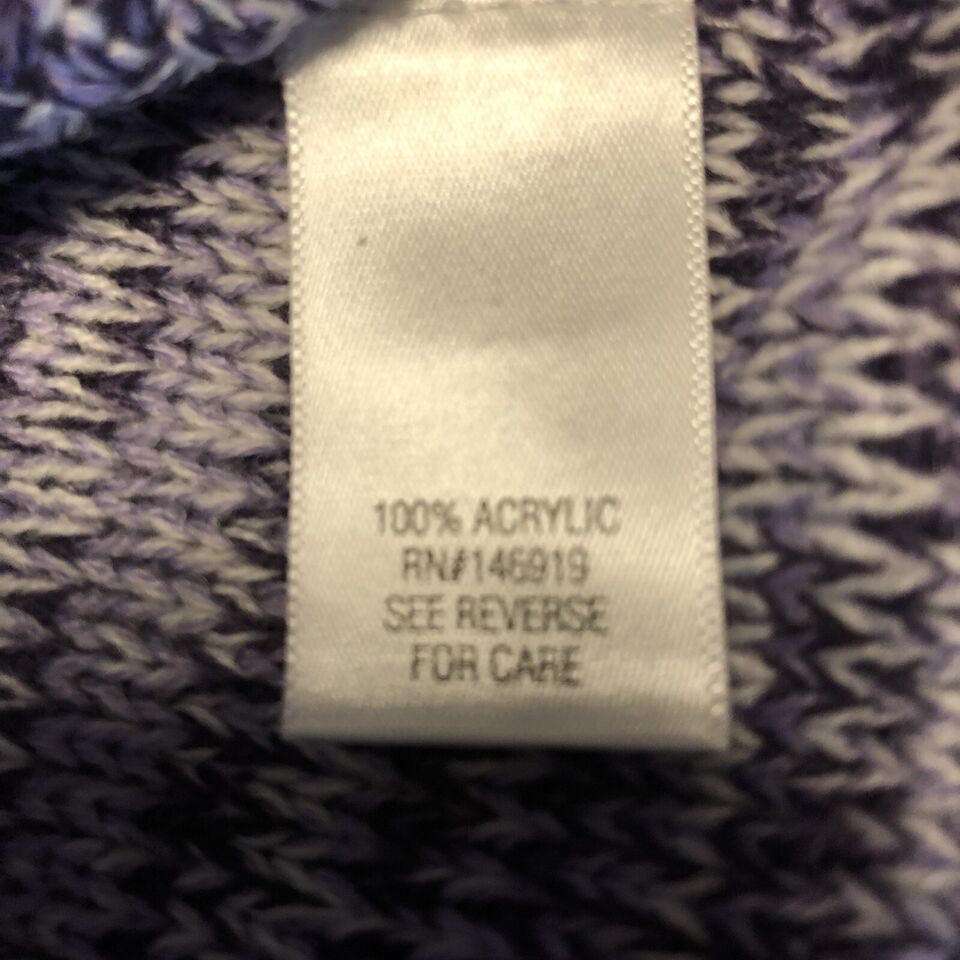 100% ACRYLIC
RN#146919
SEE REVERSE
FOR CARE